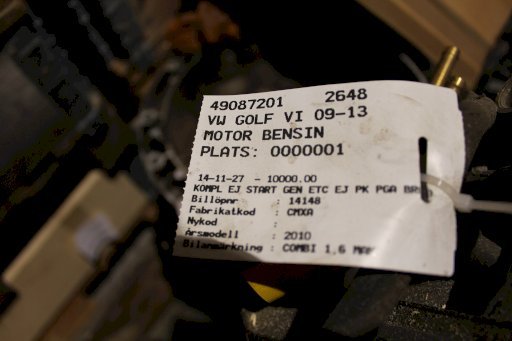 49087201 2648
VW GOLF VI 09-13
MOTOR BENSIN
PLATS: 0000001
14-11-27 - 10000.00
KOMPL EJ START GEN ETC EJ PK PGA
Billöpnr : 14148
Fabrikatkod : CMXA
Nykod :
Årsmodell : 2010
Bilanmärkning : COMBI 1,6